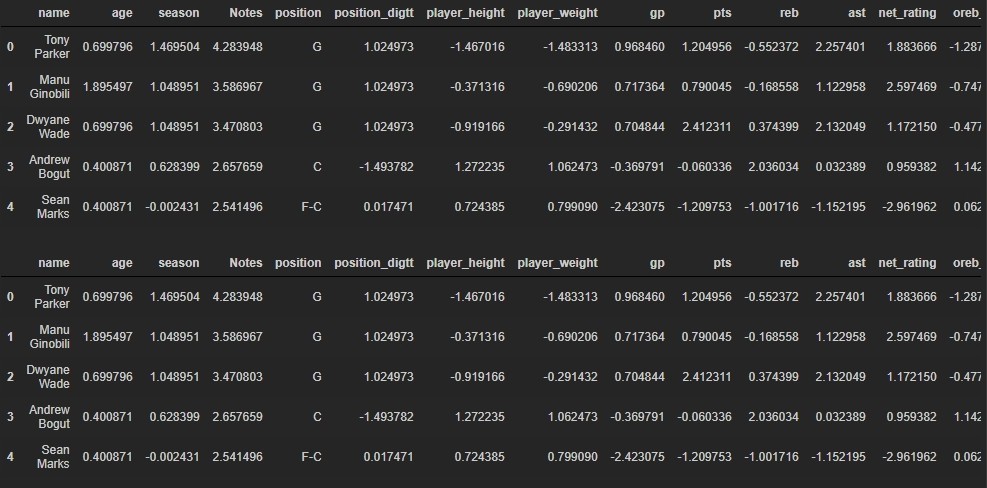 name age season Notes position position_digtt player_height player_weight gp pts reb ast net_rating oreb_
0 Tony Parker 0.699796 1.469504 4.283948 G 1.024973 -1.467016 -1.483313 0.968460 1.204956 -0.552372 2.257401 1.883666 -1.287
1 Manu Ginobili 1.895497 1.048951 3.586967 G 1.024973 -0.371316 -0.690206 0.717364 0.790045 -0.168558 1.122958 2.597469 -0.747
2 Dwyane Wade 0.699796 1.048951 3.470803 G 1.024973 -0.919166 -0.291432 0.704844 2.412311 0.374399 2.132049 1.172150 -0.477
3 Andrew Bogut 0.400871 0.628399 2.657659 C -1.493782 1.272235 1.062473 -0.369791 -0.060336 2.036034 0.032389 0.959382 1.142
4 Sean Marks 0.400871 -0.002431 2.541496 F-C 0.017471 0.724385 0.799090 -2.423075 -1.209753 -1.001716 -1.152195 -2.961962 0.062
name age season Notes position position_digtt player_height player_weight gp pts reb ast net_rating oreb_
0 Tony Parker 0.699796 1.469504 4.283948 G 1.024973 -1.467016 -1.483313 0.968460 1.204956 -0.552372 2.257401 1.883666 -1.287
1 Manu Ginobili 1.895497 1.048951 3.586967 G 1.024973 -0.371316 -0.690206 0.717364 0.790045 -0.168558 1.122958 2.597469 -0.747
2 Dwyane Wade 0.699796 1.048951 3.470803 G 1.024973 -0.919166 -0.291432 0.704844 2.412311 0.374399 2.132049 1.172150 -0.477
3 Andrew Bogut 0.400871 0.628399 2.657659 C -1.493782 1.272235 1.062473 -0.369791 -0.060336 2.036034 0.032389 0.959382 1.142
4 Sean Marks 0.400871 -0.002431 2.541496 F-C 0.017471 0.724385 0.799090 -2.423075 -1.209753 -1.001716 -1.152195 -2.961962 0.062